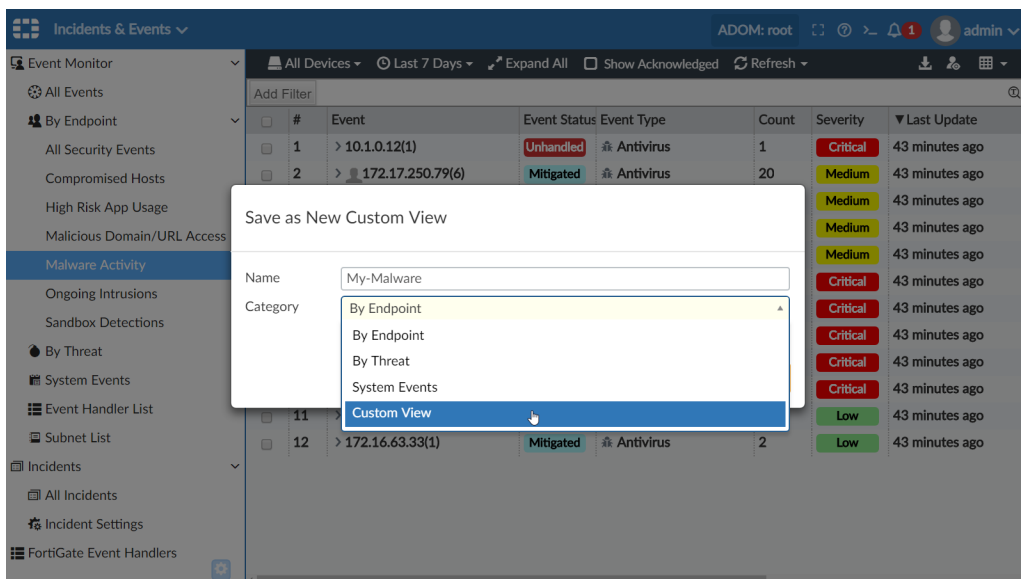 Incidents & Events
ADOM: root
1
admin
Event Monitor
All Devices
Last 7 Days
Expand All
Show Acknowledged
Refresh
All Events
Add Filter
By Endpoint
#
Event
Event Status
Event Type
Count
Severity
▼Last Update
All Security Events
1
> 10.1.0.12(1)
Unhandled
Antivirus
1
Critical
43 minutes ago
Compromised Hosts
2
> 172.17.250.79(6)
Mitigated
Antivirus
20
Medium
43 minutes ago
High Risk App Usage
Medium
43 minutes ago
Malicious Domain/URL Access
Medium
43 minutes ago
Malware Activity
Medium
43 minutes ago
Ongoing Intrusions
Critical
43 minutes ago
Sandbox Detections
Critical
43 minutes ago
By Threat
Critical
43 minutes ago
System Events
Critical
43 minutes ago
Event Handler List
Critical
43 minutes ago
Subnet List
11
Low
43 minutes ago
12
> 172.16.63.33(1)
Mitigated
Antivirus
2
Low
43 minutes ago
Incidents
All Incidents
Incident Settings
FortiGate Event Handlers
Save as New Custom View
Name
My-Malware
Category
By Endpoint
By Endpoint
By Threat
System Events
Custom View